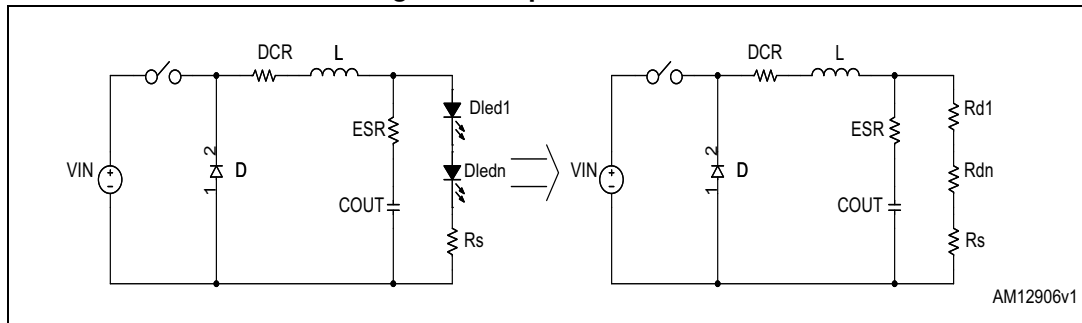 DCR
L
Dled1
ESR
VIN
2
D
1
Dledn
COUT
Rs
DCR
L
Rd1
ESR
VIN
2
D
1
Rdn
COUT
Rs
AM12906v1